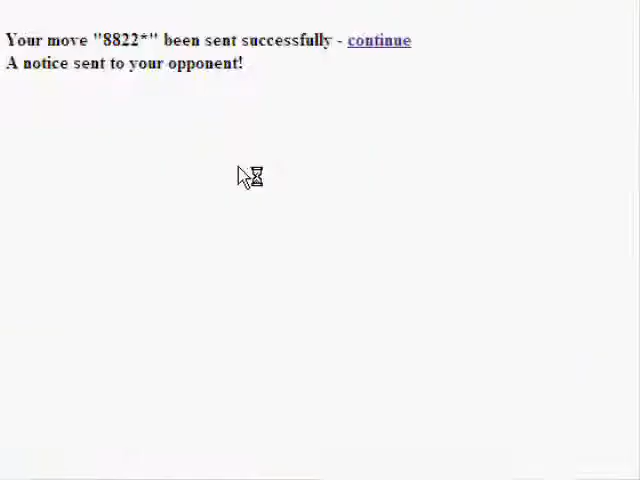 Your move "8822*" been sent successfully - continue
A notice sent to your opponent!